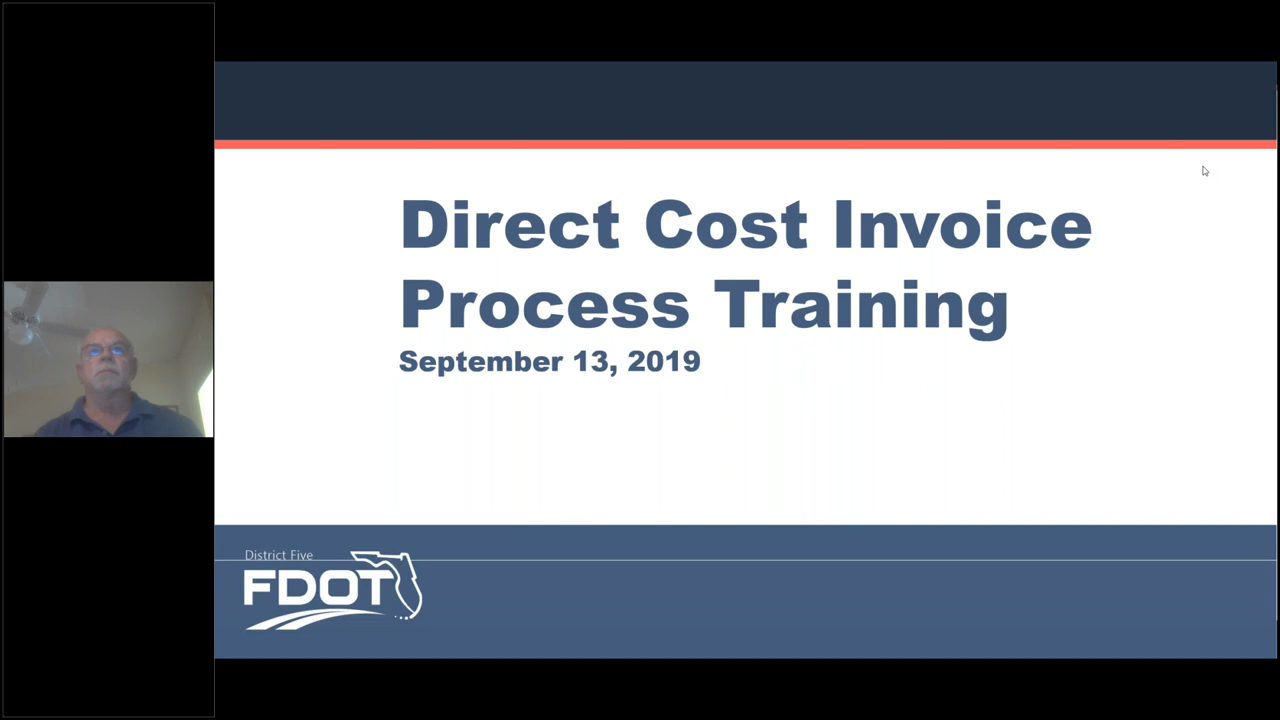 Direct Cost Invoice
Process Training
September 13, 2019
District Five
FDOT